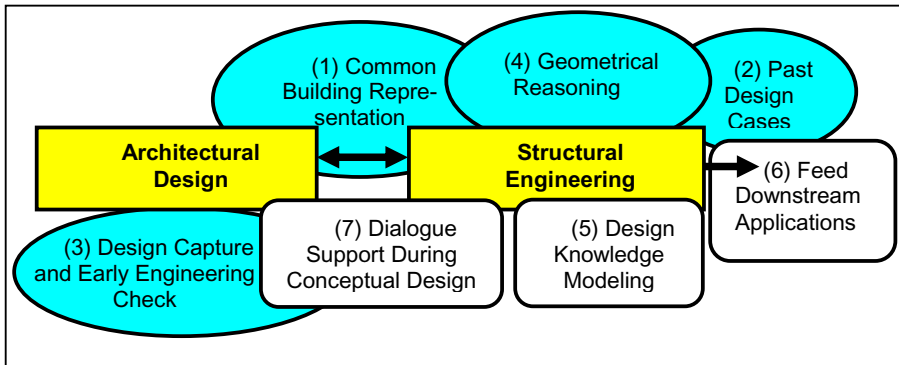 (1) Common
Building Repre-
sentation
(4) Geometrical
Reasoning
(2) Past
Design
Cases
Architectural
Design
Structural
Engineering
(6) Feed
Downstream
Applications
(3) Design Capture
and Early Engineering
Check
(7) Dialogue
Support During
Conceptual Design
(5) Design
Knowledge
Modeling